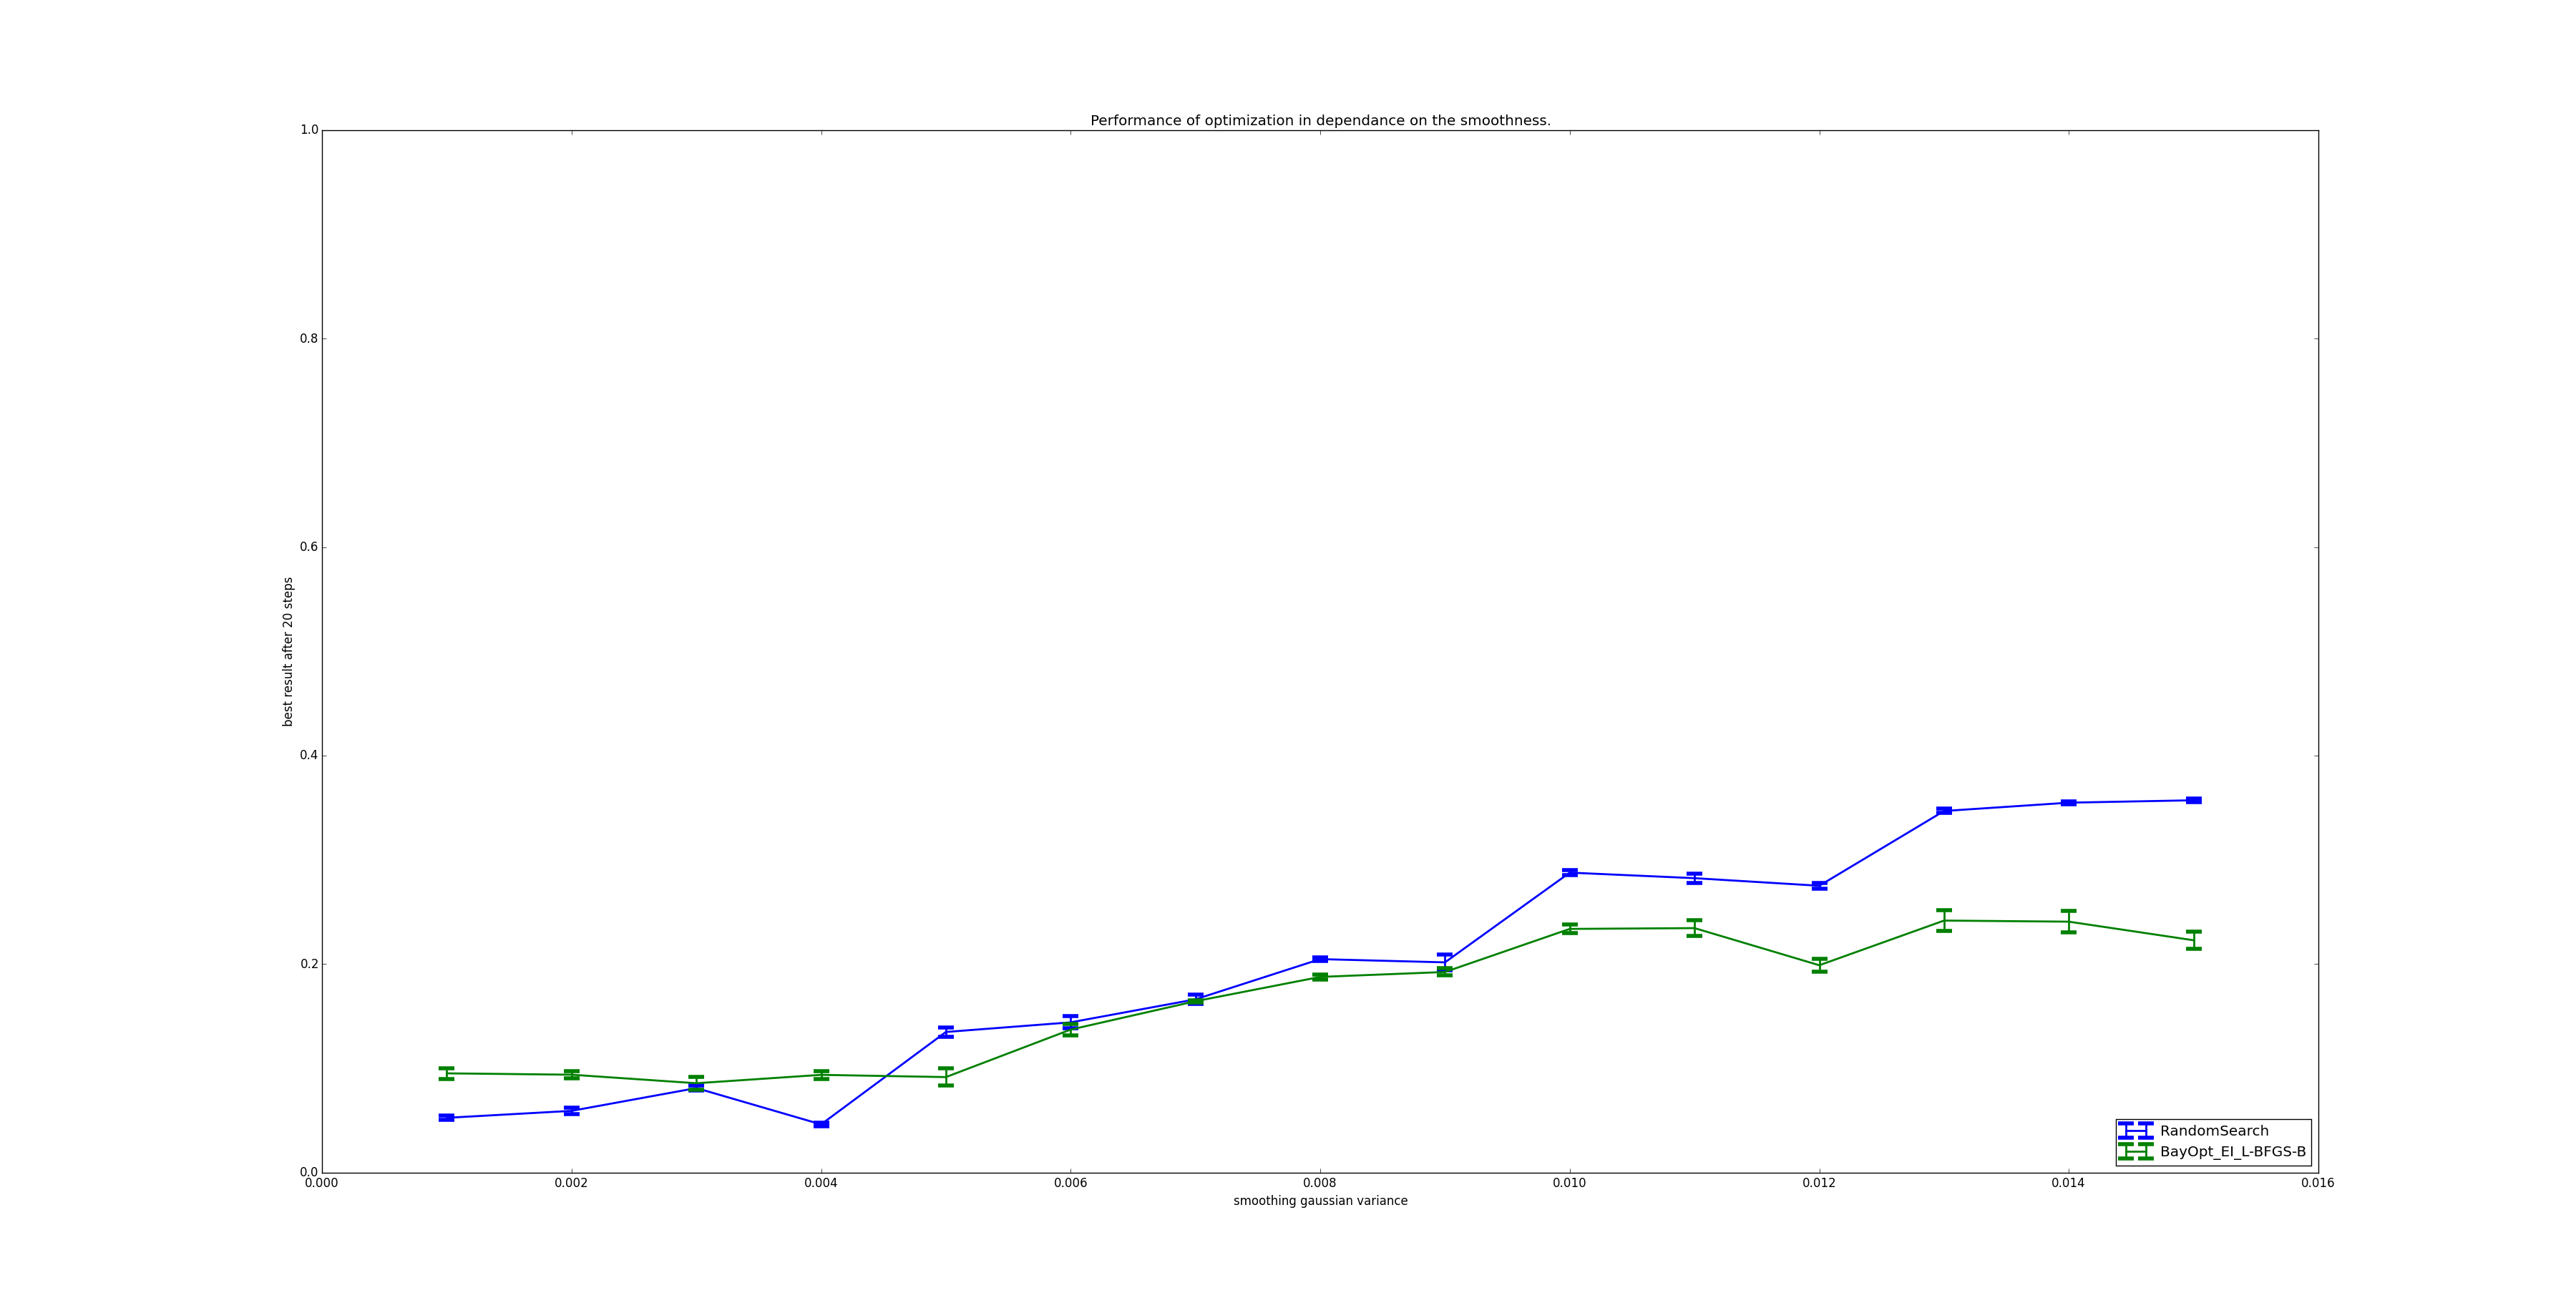 Performance of optimization in dependance on the smoothness.
1.0
0.8
0.6
0.4
0.2
0.0
best result after 20 steps
0.000 0.002 0.004 0.006 0.008 0.010 0.012 0.014 0.016
smoothing gaussian variance
RandomSearch
BayOpt_EI_L-BFGS-B